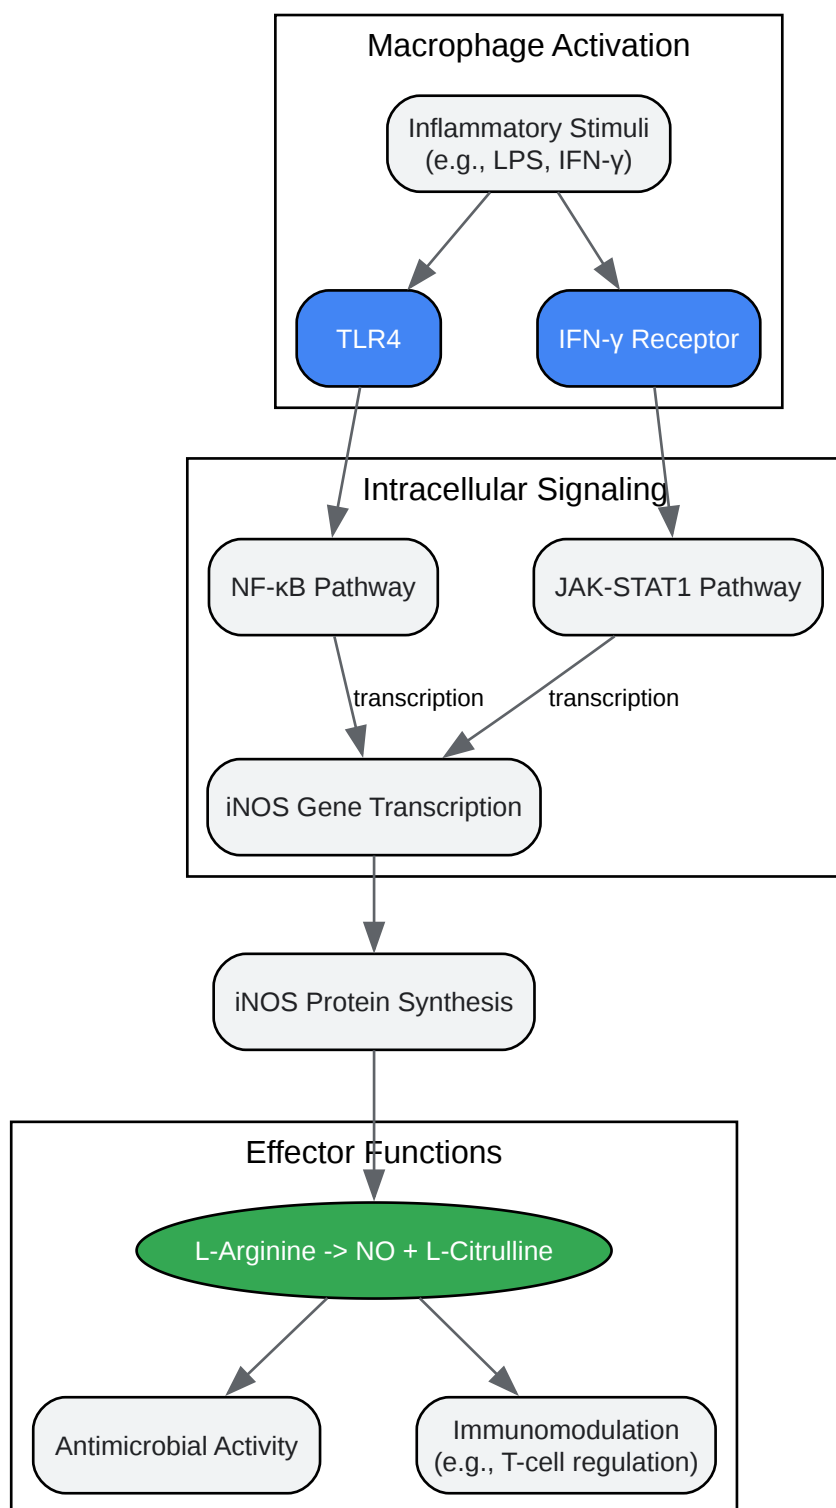 Macrophage Activation
Inflammatory Stimuli
(e.g., LPS, IFN-γ)
TLR4
IFN-γ Receptor
Intracellular Signaling
NF-κB Pathway
JAK-STAT1 Pathway
transcription
transcription
iNOS Gene Transcription
iNOS Protein Synthesis
Effector Functions
L-Arginine -> NO + L-Citrulline
Antimicrobial Activity
Immunomodulation
(e.g., T-cell regulation)